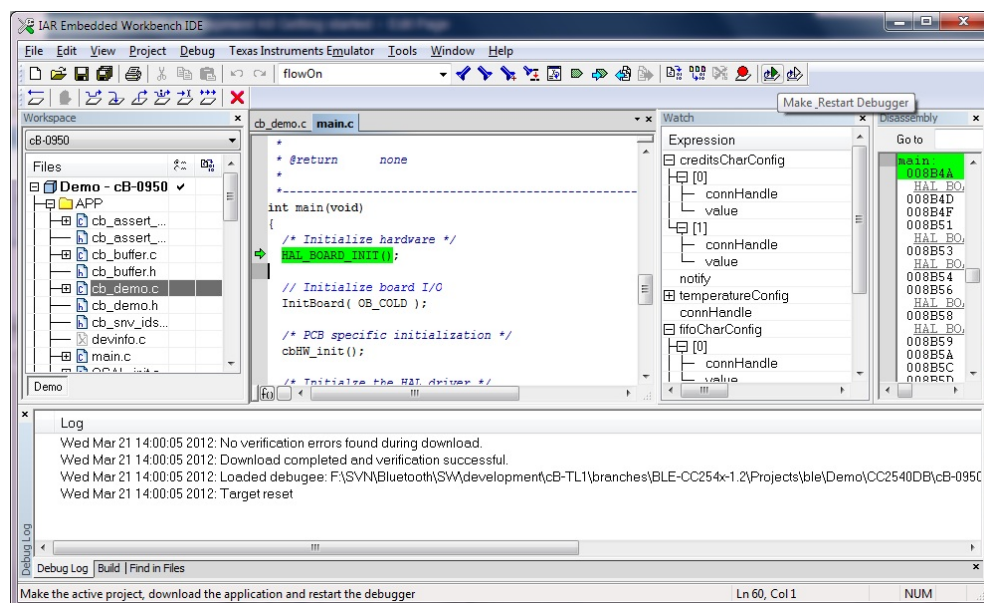 IAR Embedded Workbench IDE
File Edit View Project Debug Texas Instruments Emulator Tools Window Help
flowOn
Make _Restart Debugger
Workspace
cB-0950
Files
Demo - cB-0950
APP
cb_assert_...
cb_assert_...
cb_buffer.c
cb_buffer.h
cb_demo.c
cb_demo.h
cb_snv_ids...
devinfo.c
main.c
Demo
cb_demo.c main.c
*
* @return none
*
*--------------------------------------------------
int main(void)
{
/* Initialize hardware */
HAL_BOARD_INIT();
// Initialize board I/O
InitBoard( OB_COLD );
/* PCB specific initialization */
cbHW_init();
/* Initialze the HAL driver */
f()
Watch
Expression
creditsCharConfig
[0]
connHandle
value
[1]
connHandle
value
notify
temperatureConfig
connHandle
fifoCharConfig
[0]
connHandle
value
Disassembly
Go to
main:
008B4A
HAL_BO
008B4D
008B4F
008B51
HAL_BO
008B53
HAL_BO
008B54
008B56
HAL_BO
008B58
HAL_BO
008B59
008B5A
008B5C
008B5D
Log
Wed Mar 21 14:00:05 2012: No verification errors found during download.
Wed Mar 21 14:00:05 2012: Download completed and verification successful.
Wed Mar 21 14:00:05 2012: Loaded debugee: F:\SVN\Bluetooth\SW\development\cB-TL1\branches\BLE-CC254x-1.2\Projects\ble\Demo\CC2540DB\cB-0950
Wed Mar 21 14:00:05 2012: Target reset
Debug Log
Debug Log Build Find in Files
Make the active project, download the application and restart the debugger
Ln 60, Col 1
NUM